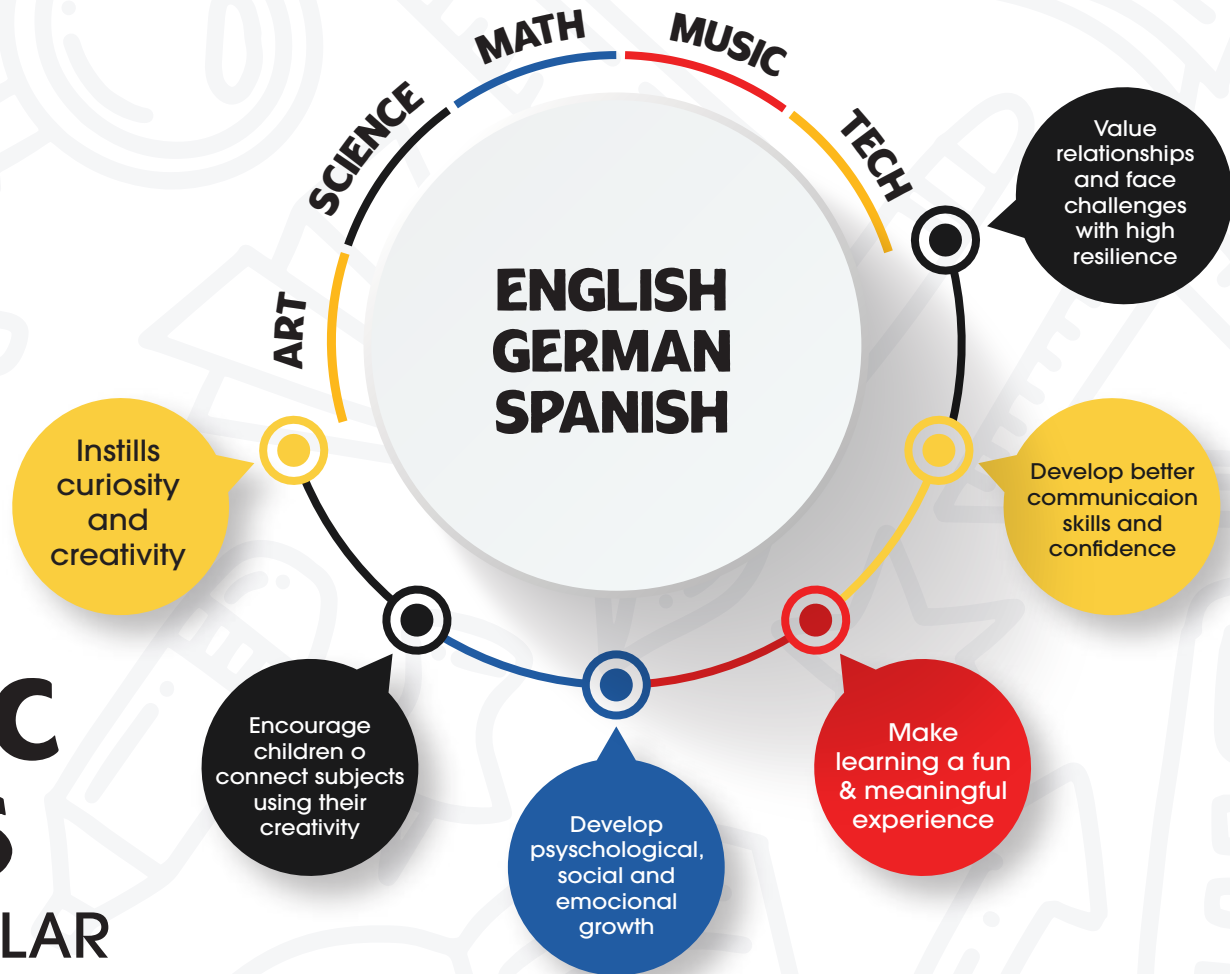 MATH
MUSIC
SCIENCE
TECH
ART
ENGLISH
GERMAN
SPANISH
Value
relationships
and face
challenges
with high
resilience
Instills
curiosity
and
creativity
Develop better
communicaion
skills and
confidence
Encourage
children o
connect subjects
using their
creativity
Develop
psyschological,
social and
emocional
growth
Make
learning a fun
& meaningful
experience
C
S
LAR